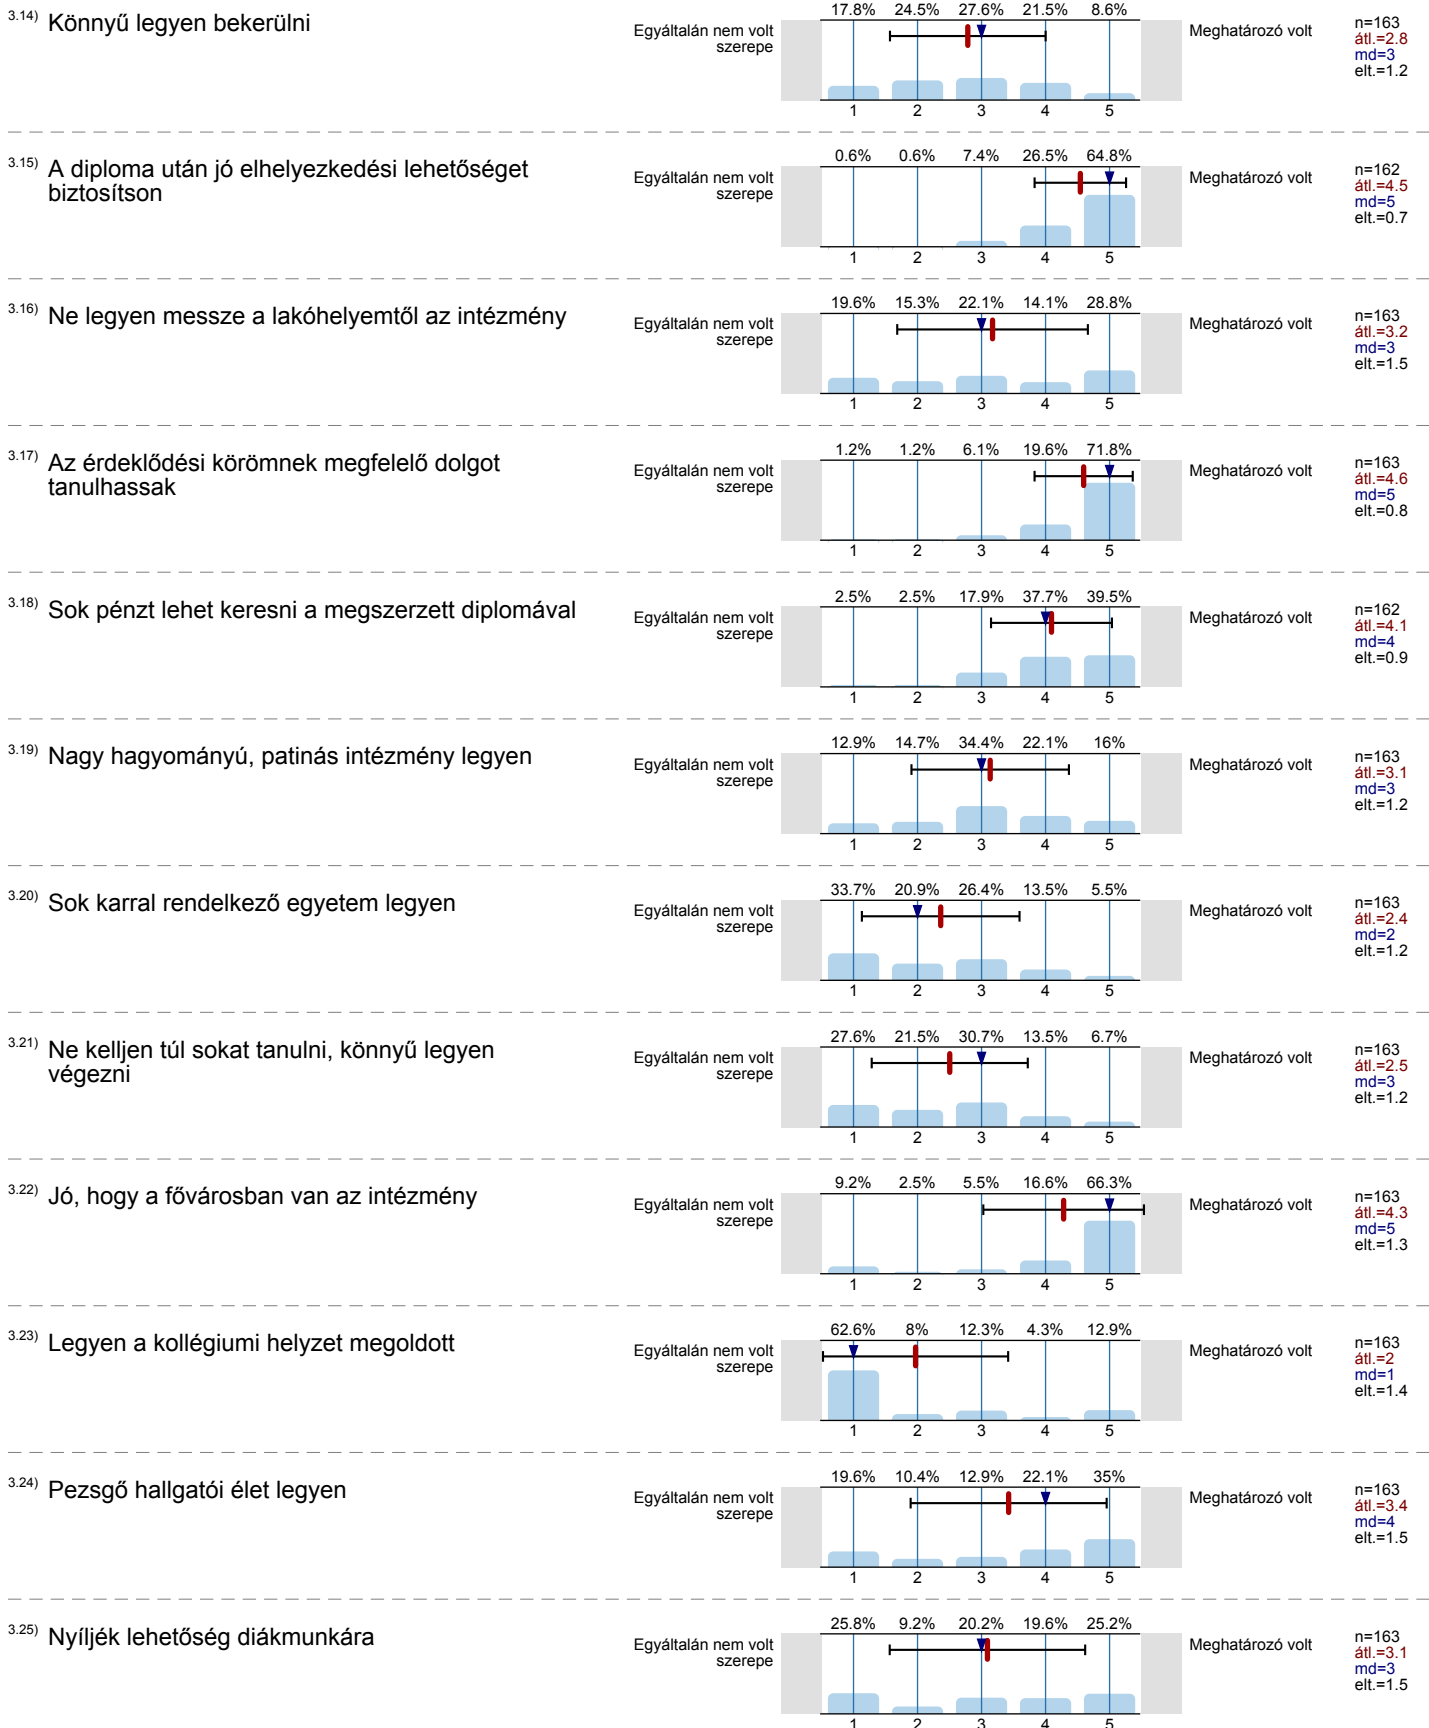 3.14) Könnyű legyen bekerülni
17.8% 24.5% 27.6% 21.5% 8.6%
Egyáltalán nem volt
szerepe
Meghatározó volt
n=163
átl.=2.8
md=3
elt.=1.2
1 2 3 4 5
3.15) A diploma után jó elhelyezkedési lehetőséget
biztosítson
0.6% 0.6% 7.4% 26.5% 64.8%
Egyáltalán nem volt
szerepe
Meghatározó volt
n=162
átl.=4.5
md=5
elt.=0.7
1 2 3 4 5
3.16) Ne legyen messze a lakóhelyemtől az intézmény
19.6% 15.3% 22.1% 14.1% 28.8%
Egyáltalán nem volt
szerepe
Meghatározó volt
n=163
átl.=3.2
md=3
elt.=1.5
1 2 3 4 5
3.17) Az érdeklődési körömnek megfelelő dolgot
tanulhassak
1.2% 1.2% 6.1% 19.6% 71.8%
Egyáltalán nem volt
szerepe
Meghatározó volt
n=163
átl.=4.6
md=5
elt.=0.8
1 2 3 4 5
3.18) Sok pénzt lehet keresni a megszerzett diplomával
2.5% 2.5% 17.9% 37.7% 39.5%
Egyáltalán nem volt
szerepe
Meghatározó volt
n=162
átl.=4.1
md=4
elt.=0.9
1 2 3 4 5
3.19) Nagy hagyományú, patinás intézmény legyen
12.9% 14.7% 34.4% 22.1% 16%
Egyáltalán nem volt
szerepe
Meghatározó volt
n=163
átl.=3.1
md=3
elt.=1.2
1 2 3 4 5
3.20) Sok karral rendelkező egyetem legyen
33.7% 20.9% 26.4% 13.5% 5.5%
Egyáltalán nem volt
szerepe
Meghatározó volt
n=163
átl.=2.4
md=2
elt.=1.2
1 2 3 4 5
3.21) Ne kelljen túl sokat tanulni, könnyű legyen
végezni
27.6% 21.5% 30.7% 13.5% 6.7%
Egyáltalán nem volt
szerepe
Meghatározó volt
n=163
átl.=2.5
md=3
elt.=1.2
1 2 3 4 5
3.22) Jó, hogy a fővárosban van az intézmény
9.2% 2.5% 5.5% 16.6% 66.3%
Egyáltalán nem volt
szerepe
Meghatározó volt
n=163
átl.=4.3
md=5
elt.=1.3
1 2 3 4 5
3.23) Legyen a kollégiumi helyzet megoldott
62.6% 8% 12.3% 4.3% 12.9%
Egyáltalán nem volt
szerepe
Meghatározó volt
n=163
átl.=2
md=1
elt.=1.4
1 2 3 4 5
3.24) Pezsgő hallgatói élet legyen
19.6% 10.4% 12.9% 22.1% 35%
Egyáltalán nem volt
szerepe
Meghatározó volt
n=163
átl.=3.4
md=4
elt.=1.5
1 2 3 4 5
3.25) Nyíljék lehetőség diákmunkára
25.8% 9.2% 20.2% 19.6% 25.2%
Egyáltalán nem volt
szerepe
Meghatározó volt
n=163
átl.=3.1
md=3
elt.=1.5
1 2 3 4 5